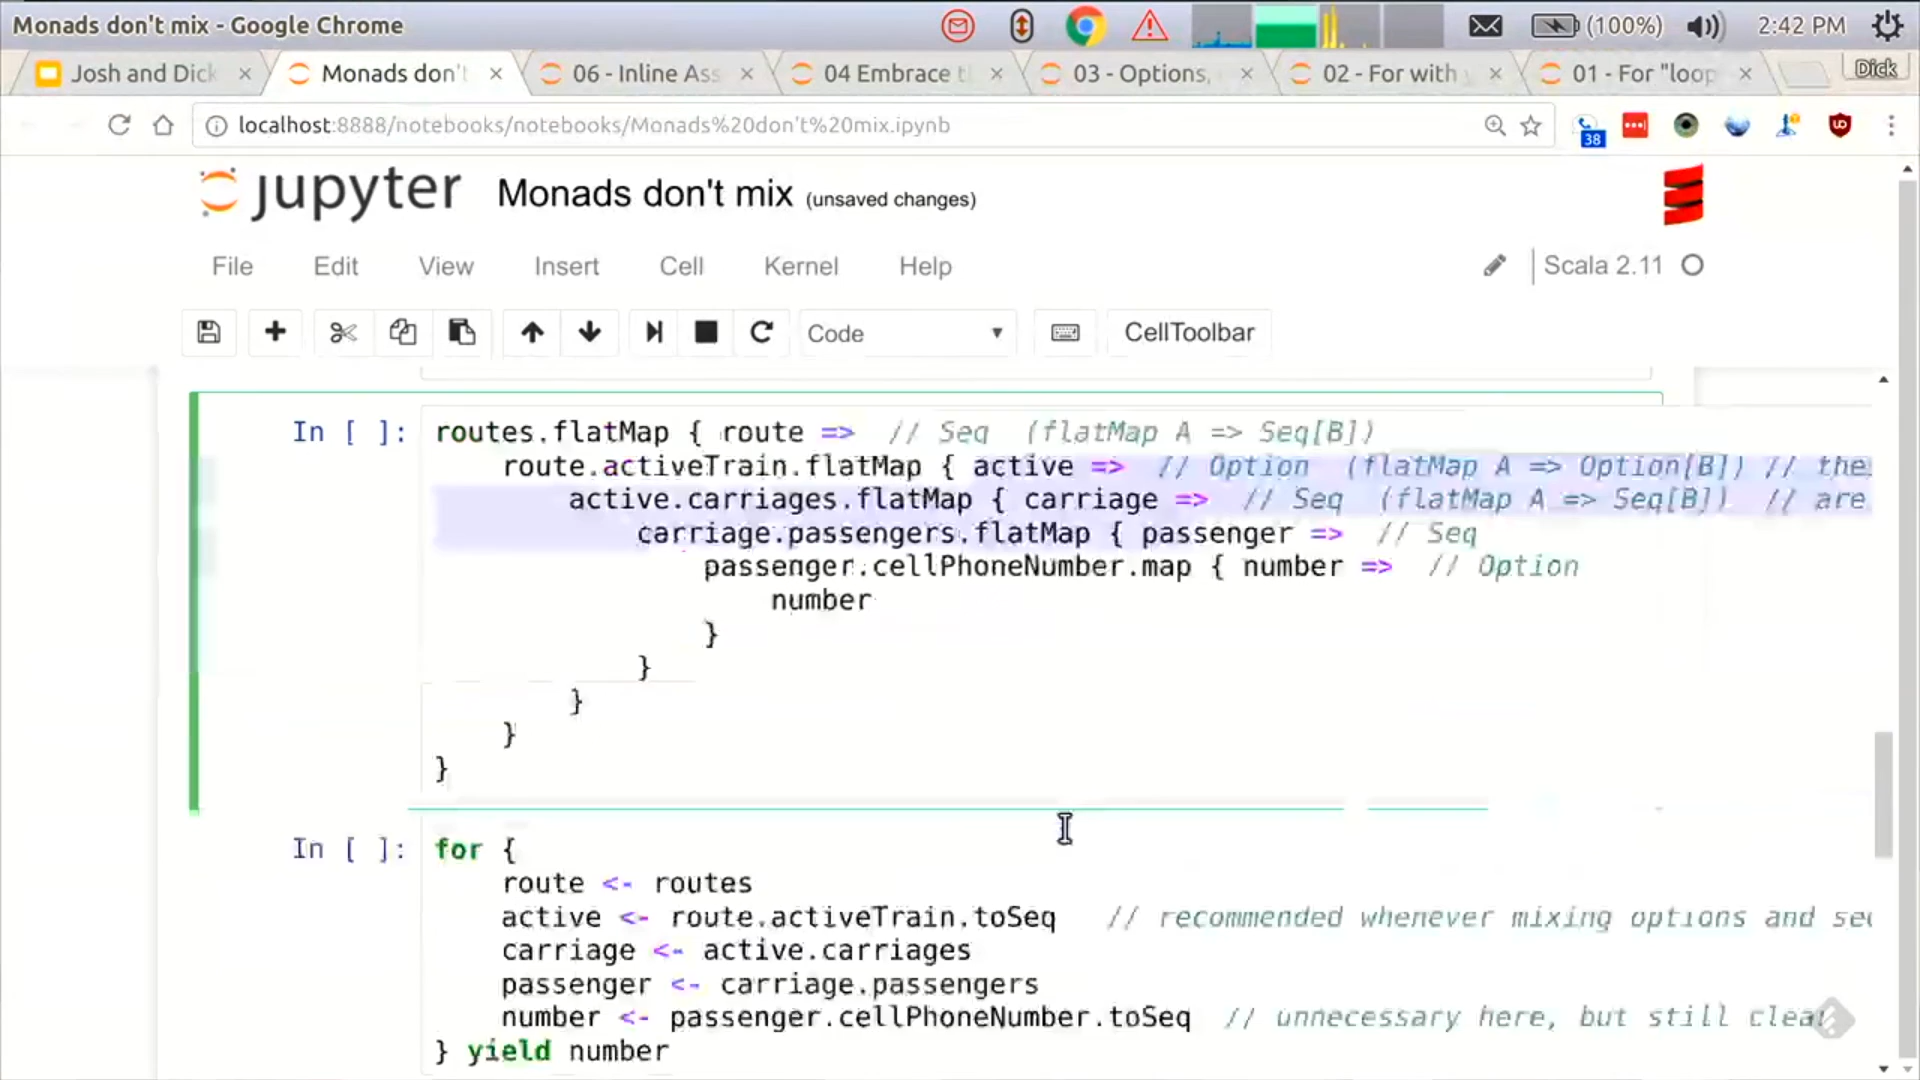 Monads don't mix - Google Chrome
(100%)
2:42 PM
Josh and Dick
Monads don't
06 - Inline Ass
04 Embrace t
03 - Options,
02 - For with
01 - For "loop
Dick
localhost:8888/notebooks/notebooks/Monads%20don't%20mix.ipynb
38
jupyter
Monads don't mix (unsaved changes)
File Edit View Insert Cell Kernel Help
Scala 2.11
Code
CellToolbar
In [ ]:
routes.flatMap { route => // Seq (flatMap A => Seq[B])
route.activeTrain.flatMap { active => // Option (flatMap A => Option[B]) // the
active.carriages.flatMap { carriage => // Seq (flatMap A => Seq[B]) // are
carriage.passengers.flatMap { passenger => // Seq
passenger.cellPhoneNumber.map { number => // Option
number
}
}
}
}
}
In [ ]:
for {
route <- routes
active <- route.activeTrain.toSeq // recommended whenever mixing options and se
carriage <- active.carriages
passenger <- carriage.passengers
number <- passenger.cellPhoneNumber.toSeq // unnecessary here, but still clear
} yield number